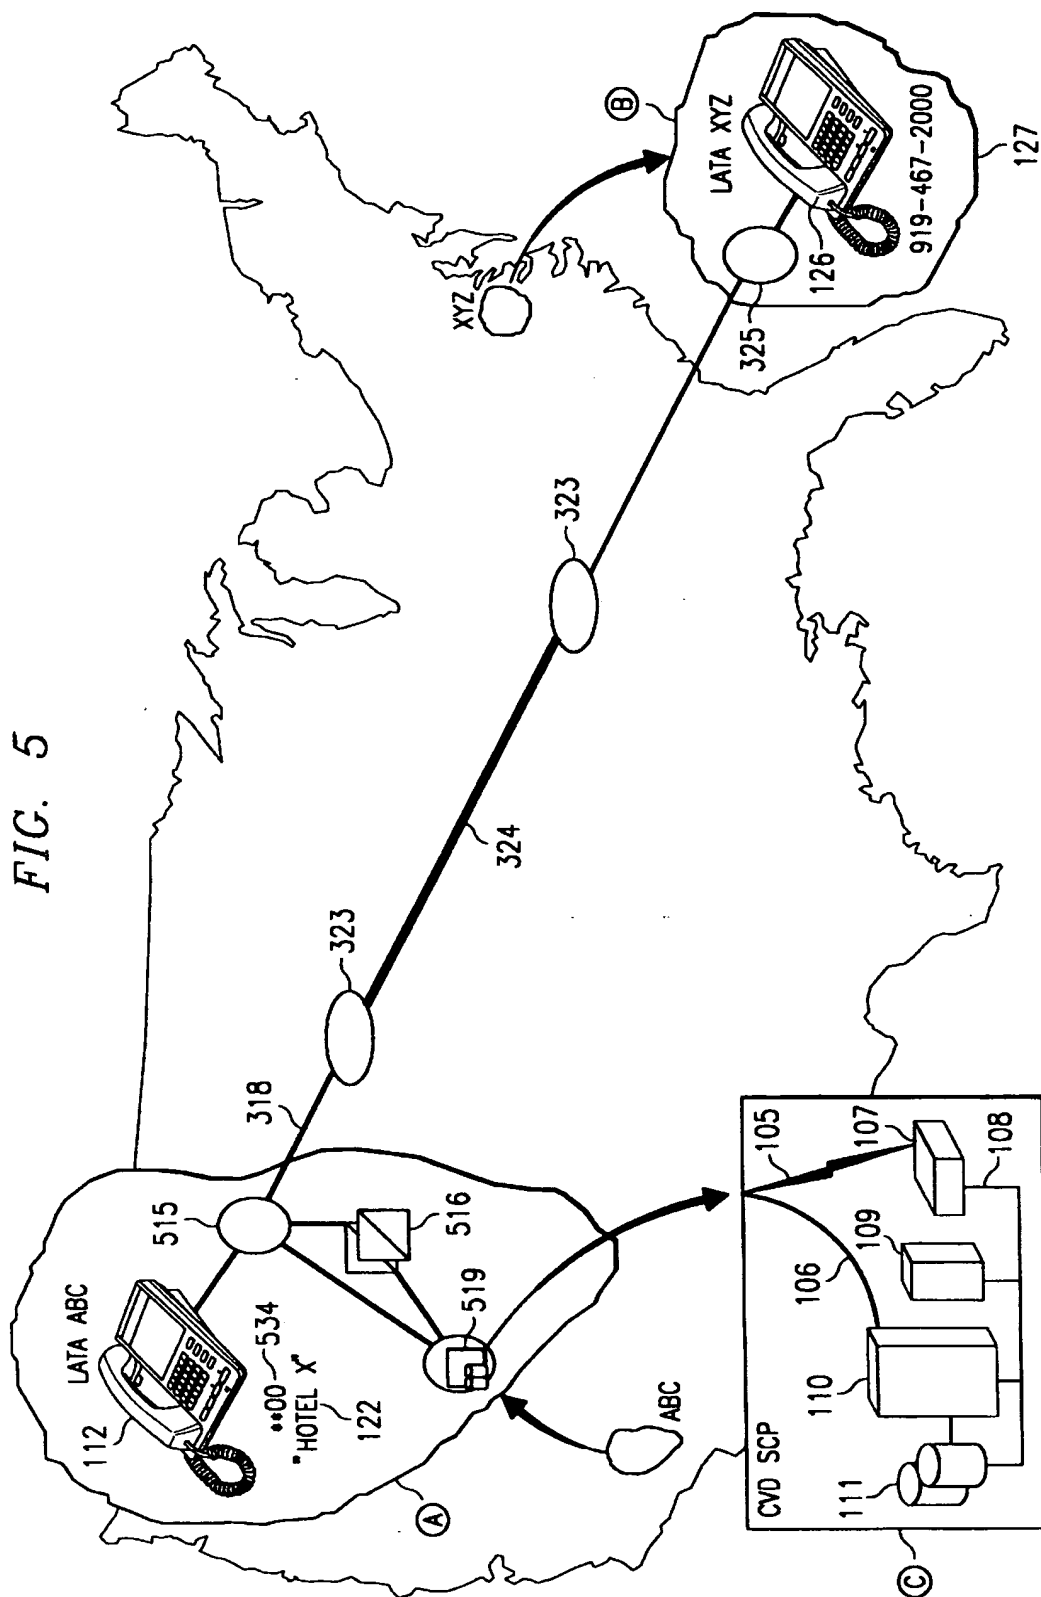 FIG. 5
LATA ABC
112
**00
534
"HOTEL X"
122
515
516
519
318
323
324
323
XYZ
B
LATA XYZ
325
126
919-467-2000
127
A
ABC
CVD SCP
105
106
107
108
109
110
111
C